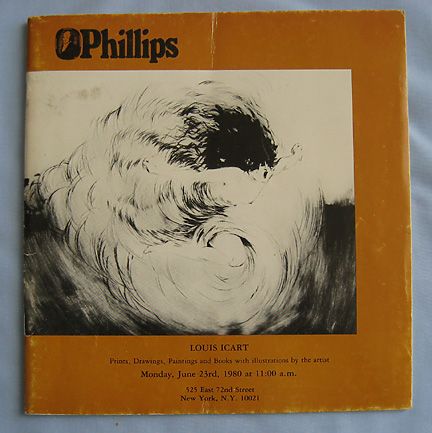 Phillips
LOUIS ICART
Prints, Drawings, Paintings and Books with illustrations by the artist
Monday, June 23rd, 1980 at 11:00 a.m.
525 East 72nd Street
New York, N.Y. 10021